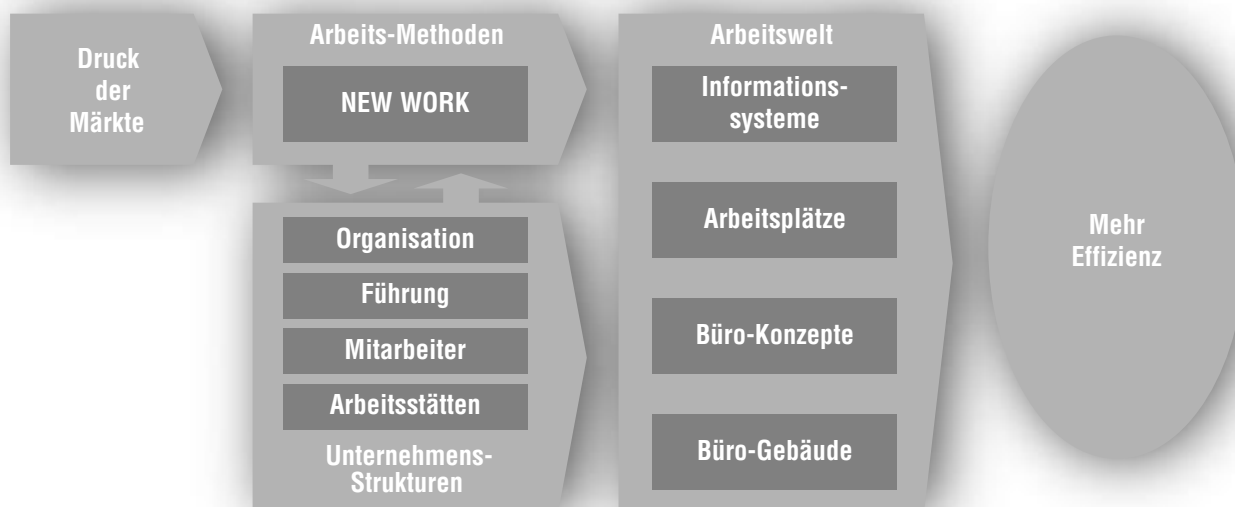 Druck
der
Märkte
Arbeits-Methoden
NEW WORK
Organisation
Führung
Mitarbeiter
Arbeitsstätten
Unternehmens-
Strukturen
Arbeitswelt
Informations-
systeme
Arbeitsplätze
Büro-Konzepte
Büro-Gebäude
Mehr
Effizienz